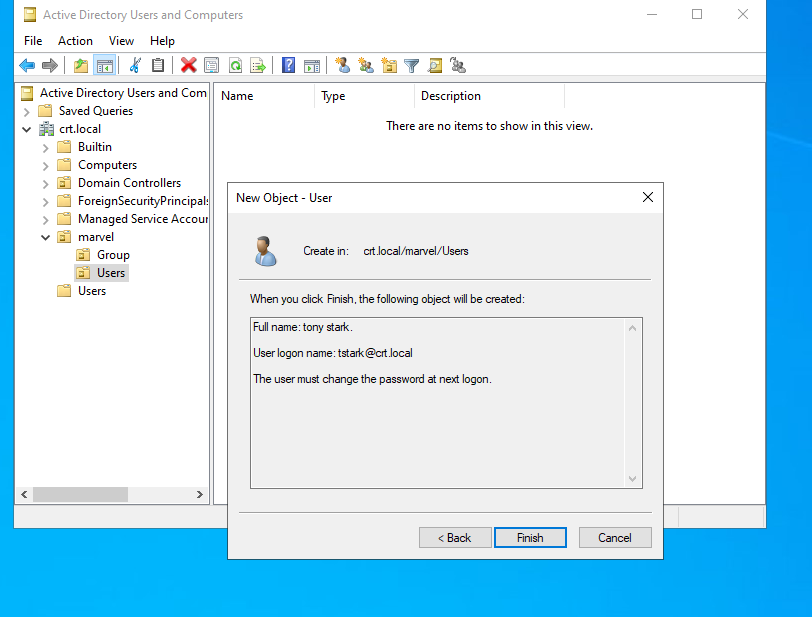 Active Directory Users and Computers
File Action View Help
Active Directory Users and Com
Saved Queries
crt.local
Builtin
Computers
Domain Controllers
ForeignSecurityPrincipals
Managed Service Accour
marvel
Group
Users
Users
Name Type Description
There are no items to show in this view.
New Object - User
Create in: crt.local/marvel/Users
When you click Finish, the following object will be created:
Full name: tony stark.
User logon name: tstark@crt.local
The user must change the password at next logon.
< Back Finish Cancel